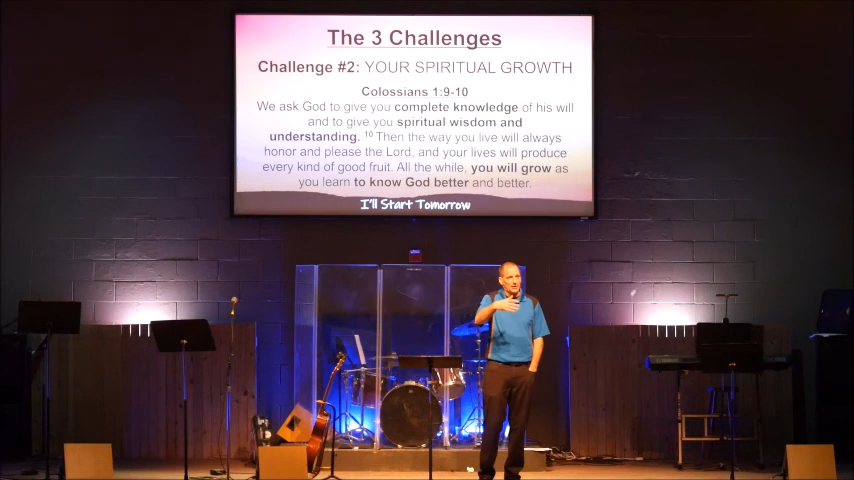 The 3 Challenges
Challenge #2: YOUR SPIRITUAL GROWTH
Colossians 1:9-10
We ask God to give you complete knowledge of his will
and to give you spiritual wisdom and
understanding. 10 Then the way you live will always
honor and please the Lord, and your lives will produce
every kind of good fruit. All the while, you will grow as
you learn to know God better and better.
I'll Start Tomorrow